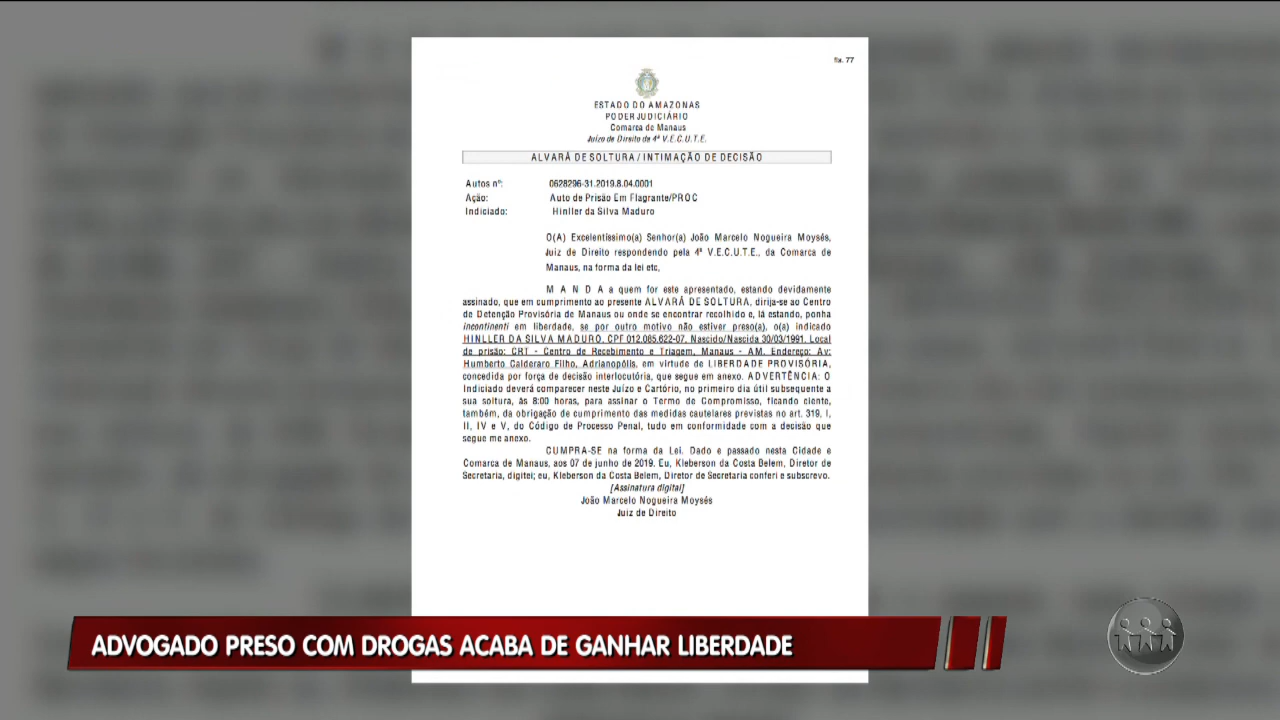 fls. 77
ESTADO DO AMAZONAS
PODER JUDICIÁRIO
Comarca de Manaus
Juízo de Direito da 4ª V.E.C.U.T.E.
ALVARÁ DE SOLTURA / INTIMAÇÃO DE DECISÃO
Autos nº: 0628296-31.2019.8.04.0001
Ação: Auto de Prisão Em Flagrante/PROC
Indiciado: Hinller da Silva Maduro
O(A) Excelentíssimo(a) Senhor(a) João Marcelo Nogueira Moysés,
Juiz de Direito respondendo pela 4ª V.E.C.U.T.E., da Comarca de
Manaus, na forma da lei etc,
M A N D A a quem for este apresentado, estando devidamente
assinado, que em cumprimento ao presente ALVARÁ DE SOLTURA, dirija-se ao Centro
de Detenção Provisória de Manaus ou onde se encontrar recolhido e, lá estando, ponha
incontinenti em liberdade, se por outro motivo não estiver preso(a), o(a) indicado
HINLLER DA SILVA MADURO, CPF 012.085.622-07, Nascido/Nascida 30/03/1991, Local
de prisão: CRT - Centro de Recebimento e Triagem, Manaus - AM, Endereço: Av:
Humberto Calderaro Filho, Adrianopólis, em virtude de LIBERDADE PROVISÓRIA,
concedida por força de decisão interlocutória, que segue em anexo. ADVERTÊNCIA: O
Indiciado deverá comparecer neste Juízo e Cartório, no primeiro dia útil subsequente a
sua soltura, às 8:00 horas, para assinar o Termo de Compromisso, ficando ciente,
também, da obrigação de cumprimento das medidas cautelares previstas no art. 319, I,
II, IV e V, do Código de Processo Penal, tudo em conformidade com a decisão que
segue me anexo.
CUMPRA-SE na forma da Lei. Dado e passado nesta Cidade e
Comarca de Manaus, aos 07 de junho de 2019. Eu, Kleberson da Costa Belem, Diretor de
Secretaria, digitei; eu, Kleberson da Costa Belem, Diretor de Secretaria conferi e subscrevo.
[Assinatura digital]
João Marcelo Nogueira Moysés
Juiz de Direito
ADVOGADO PRESO COM DROGAS ACABA DE GANHAR LIBERDADE